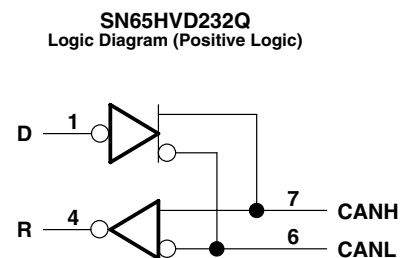 SN65HVD232Q
Logic Diagram (Positive Logic)
D 1
R 4
7 CANH
6 CANL